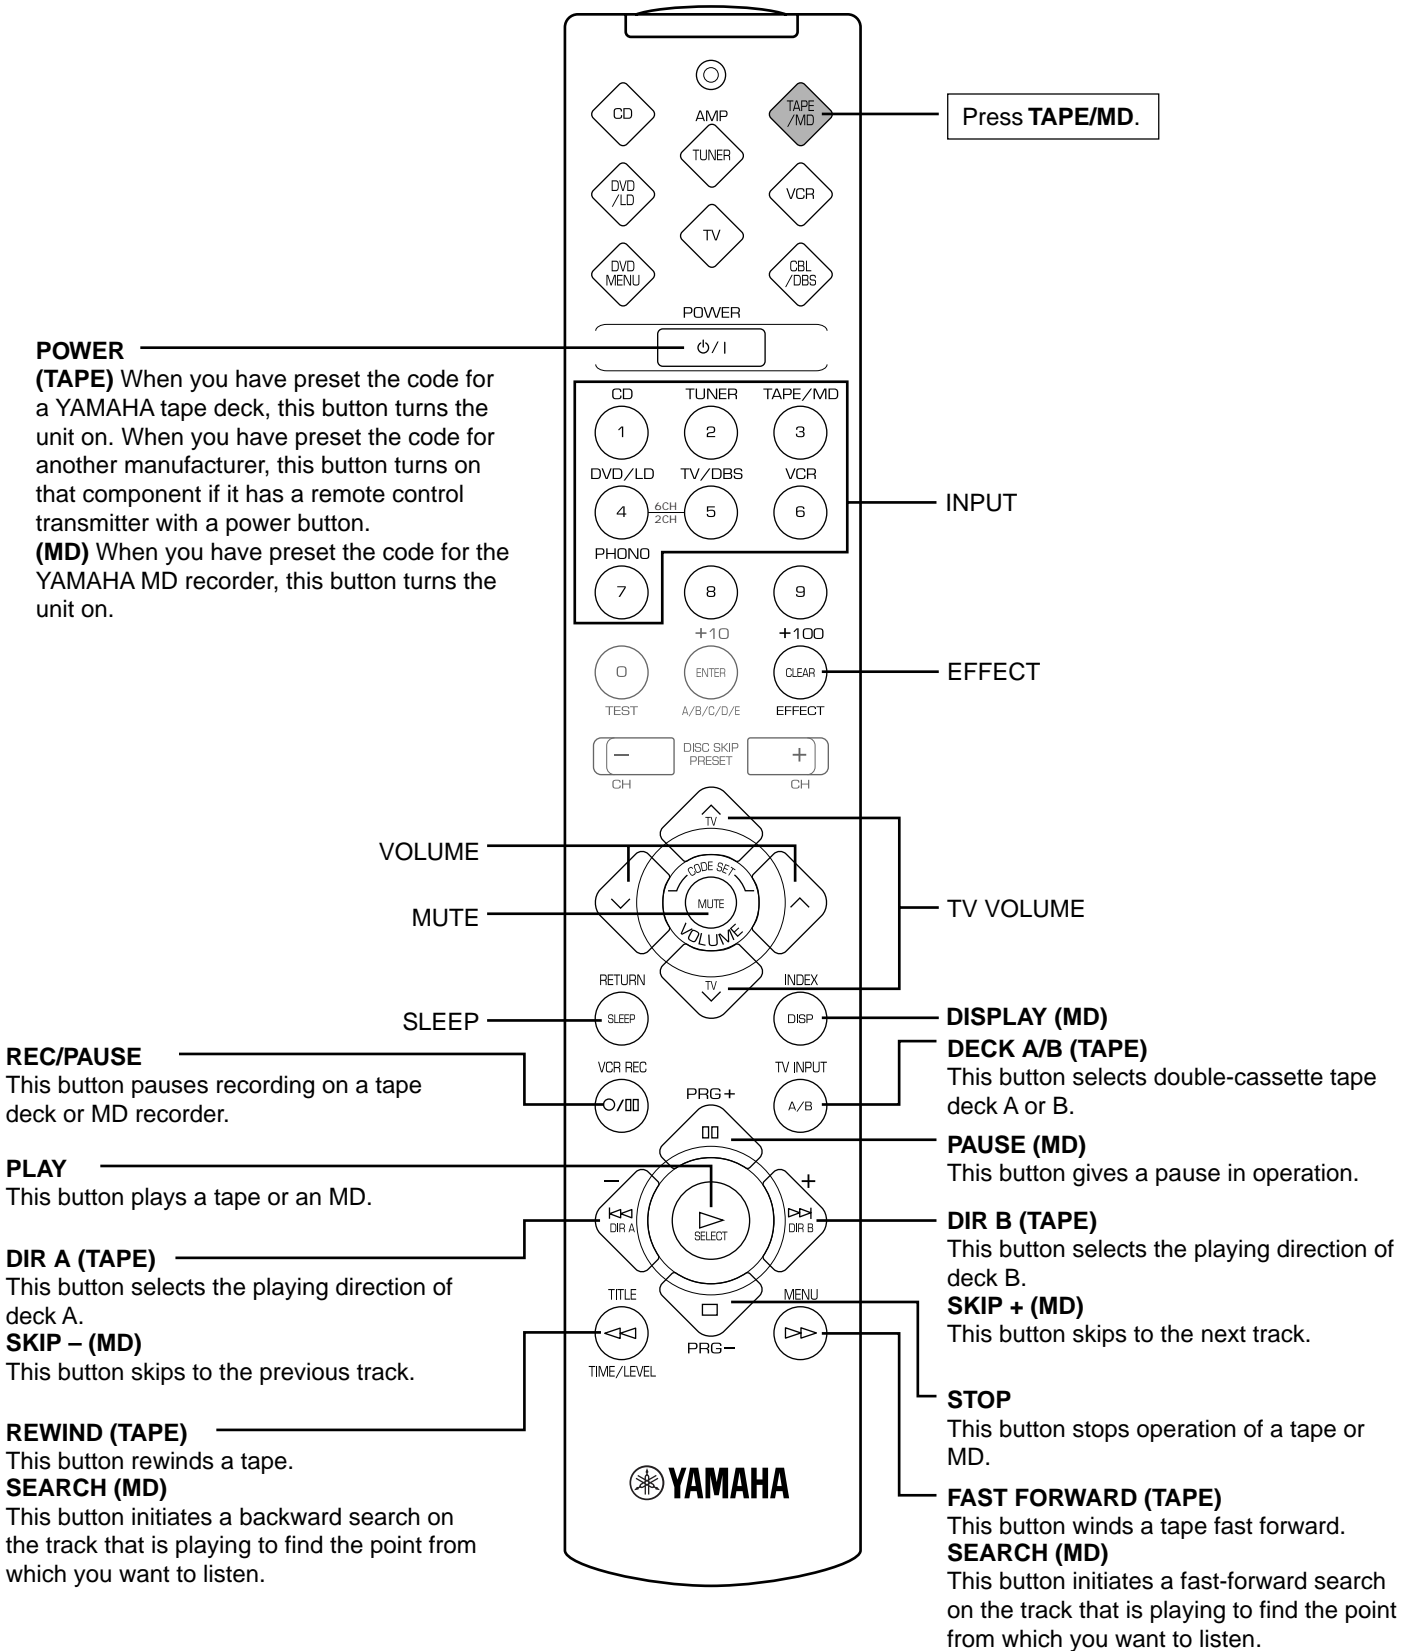 CD
AMP
TAPE
/MD
Press TAPE/MD.
TUNER
DVD
/LD
VCR
TV
DVD
MENU
CBL
/DBS
POWER
⏻/I
POWER
(TAPE) When you have preset the code for
a YAMAHA tape deck, this button turns the
unit on. When you have preset the code for
another manufacturer, this button turns on
that component if it has a remote control
transmitter with a power button.
(MD) When you have preset the code for the
YAMAHA MD recorder, this button turns the
unit on.
CD TUNER TAPE/MD
1 2 3
DVD/LD TV/DBS VCR
4 6CH 5 6
2CH
INPUT
PHONO
7 8 9
+10 +100
0 ENTER CLEAR
EFFECT
TEST A/B/C/D/E EFFECT
– DISC SKIP +
PRESET
CH CH
TV
VOLUME
CODE SET
MUTE
MUTE
VOLUME
TV VOLUME
TV
RETURN INDEX
SLEEP
SLEEP DISP
DISPLAY (MD)
REC/PAUSE
This button pauses recording on a tape
deck or MD recorder.
VCR REC TV INPUT
A/B
DECK A/B (TAPE)
This button selects double-cassette tape
deck A or B.
PRG+
PAUSE (MD)
This button gives a pause in operation.
PLAY
This button plays a tape or an MD.
– +
DIR A SELECT DIR B
DIR B (TAPE)
This button selects the playing direction of
deck B.
SKIP + (MD)
This button skips to the next track.
DIR A (TAPE)
This button selects the playing direction of
deck A.
SKIP – (MD)
This button skips to the previous track.
TITLE MENU
PRG–
TIME/LEVEL
STOP
This button stops operation of a tape or
MD.
REWIND (TAPE)
This button rewinds a tape.
SEARCH (MD)
This button initiates a backward search on
the track that is playing to find the point from
which you want to listen.
YAMAHA
FAST FORWARD (TAPE)
This button winds a tape fast forward.
SEARCH (MD)
This button initiates a fast-forward search
on the track that is playing to find the point
from which you want to listen.